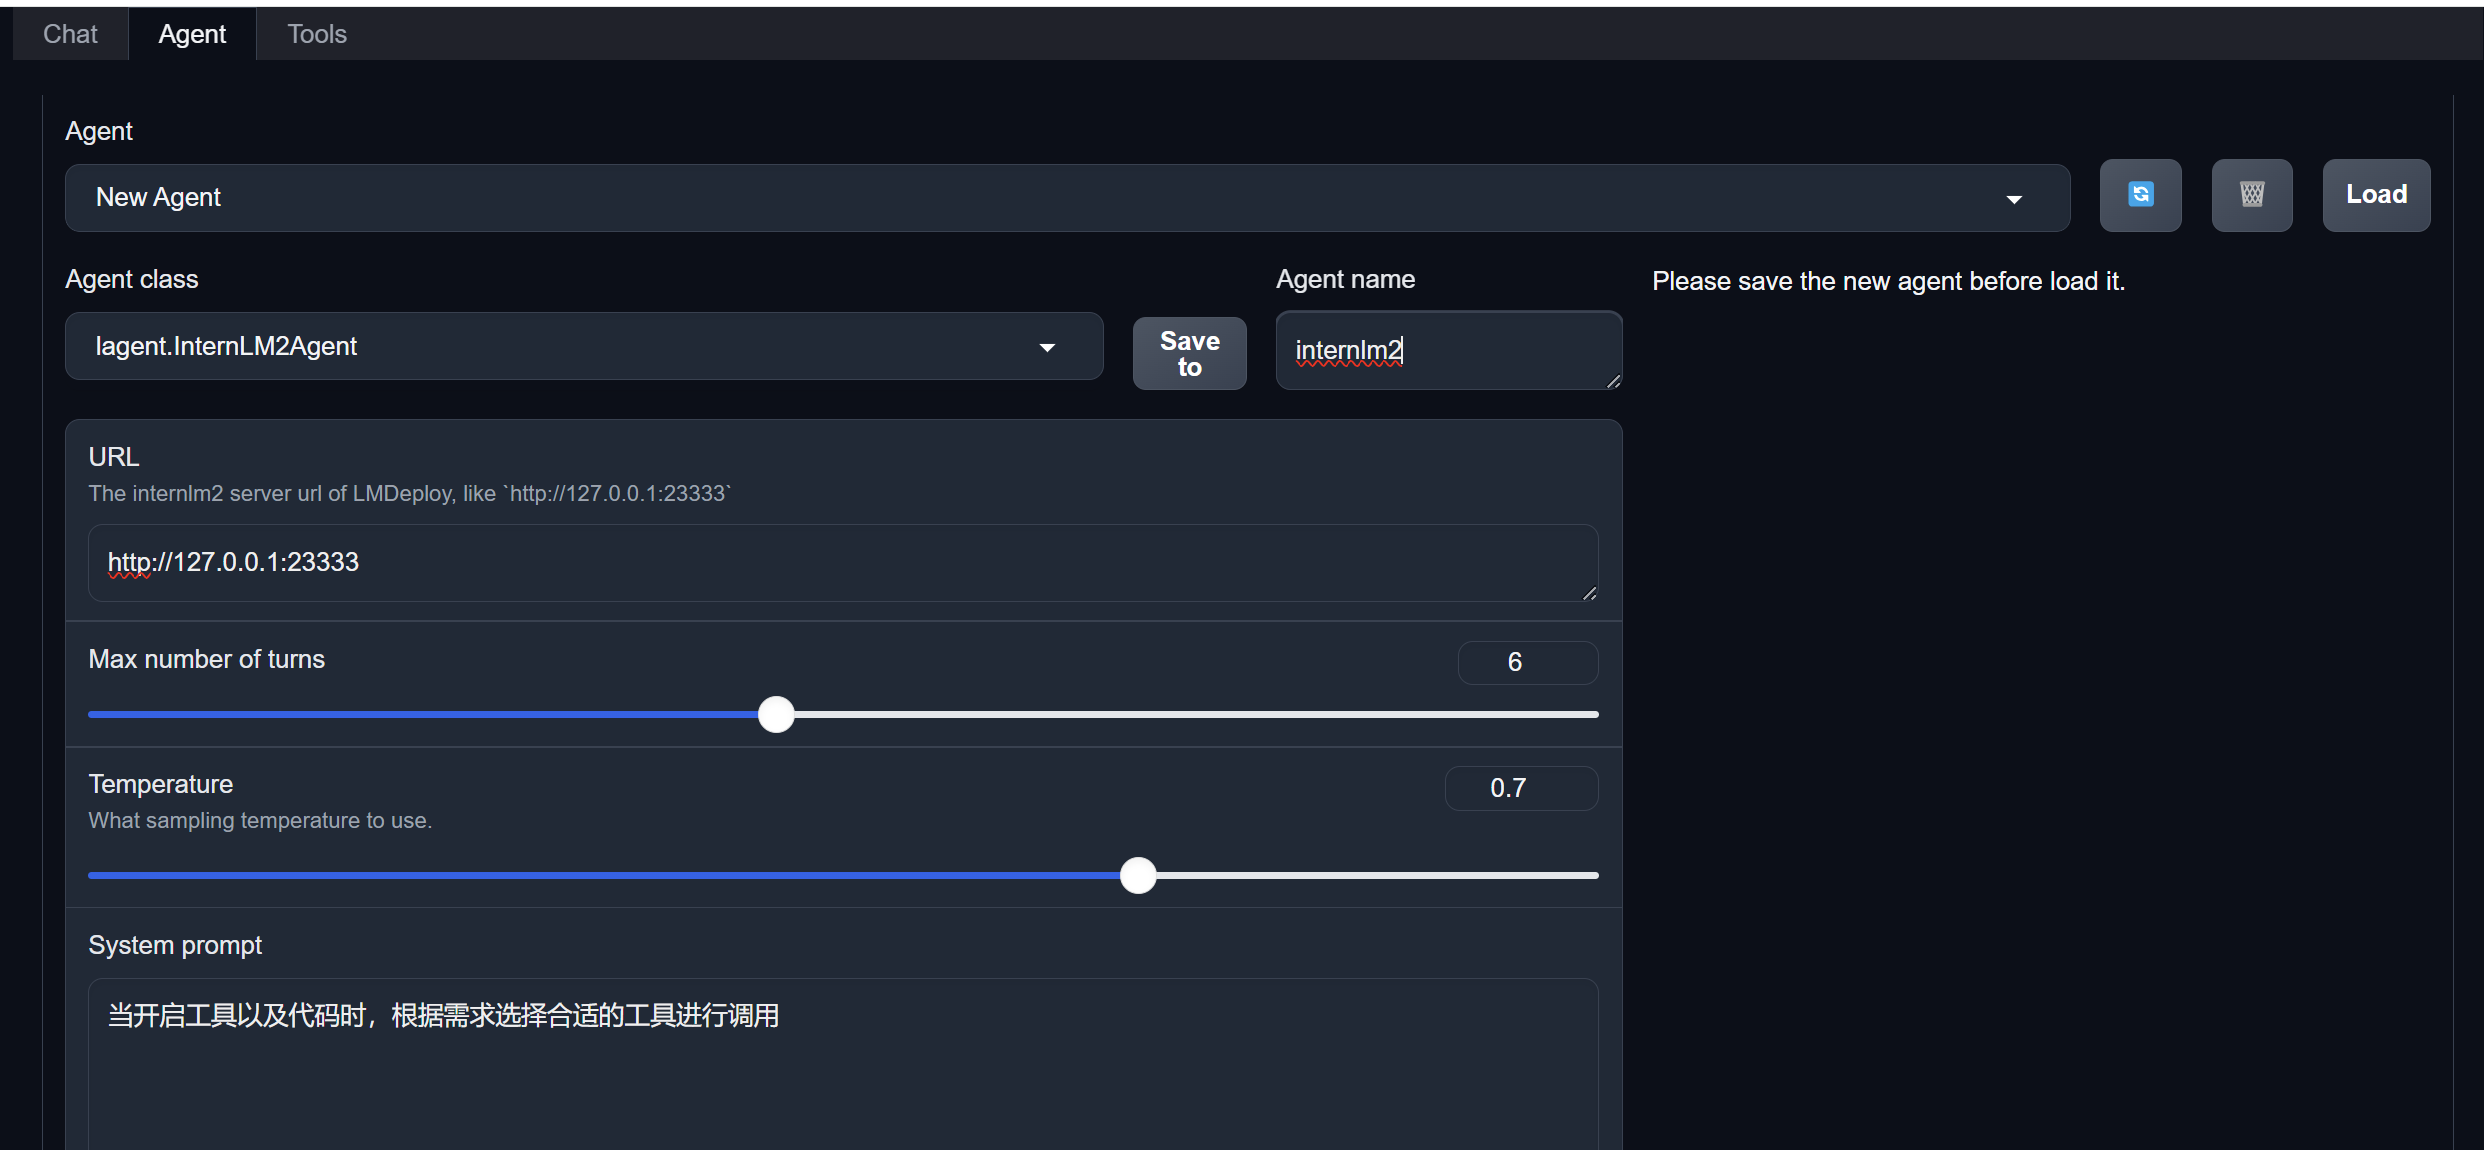 Chat Agent Tools
Agent
New Agent
Load
Agent class
Agent name
Please save the new agent before load it.
lagent.InternLM2Agent
Save
to
internlm2
URL
The internlm2 server url of LMDeploy, like `http://127.0.0.1:23333`
http://127.0.0.1:23333
Max number of turns
6
Temperature
0.7
What sampling temperature to use.
System prompt
当开启工具以及代码时，根据需求选择合适的工具进行调用